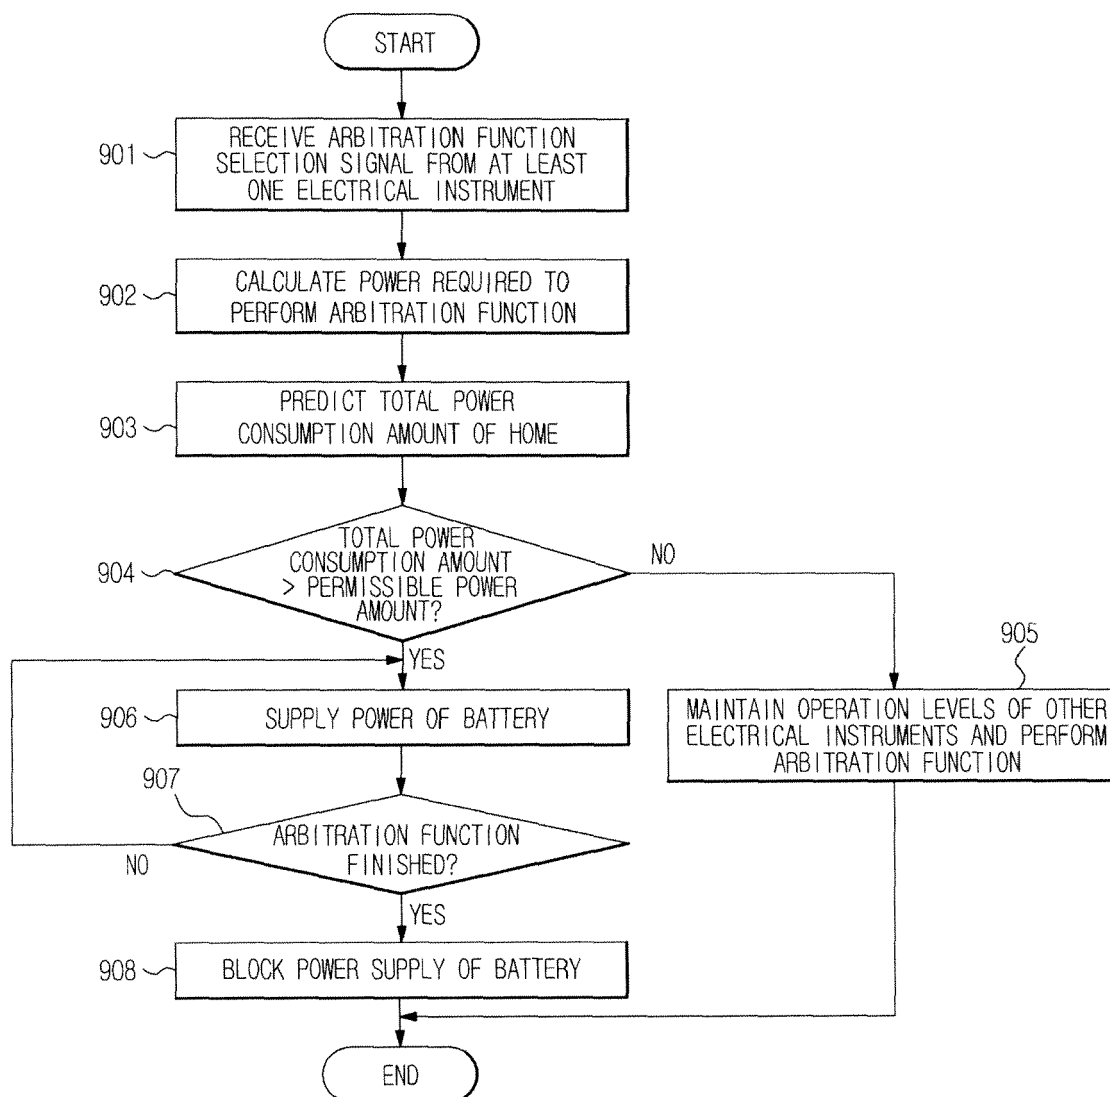 START
901
RECEIVE ARBITRATION FUNCTION
SELECTION SIGNAL FROM AT LEAST
ONE ELECTRICAL INSTRUMENT
902
CALCULATE POWER REQUIRED TO
PERFORM ARBITRATION FUNCTION
903
PREDICT TOTAL POWER
CONSUMPTION AMOUNT OF HOME
904
TOTAL POWER
CONSUMPTION AMOUNT
> PERMISSIBLE POWER
AMOUNT?
NO
YES
905
MAINTAIN OPERATION LEVELS OF OTHER
ELECTRICAL INSTRUMENTS AND PERFORM
ARBITRATION FUNCTION
906
SUPPLY POWER OF BATTERY
907
ARBITRATION FUNCTION
FINISHED?
NO
YES
908
BLOCK POWER SUPPLY OF BATTERY
END